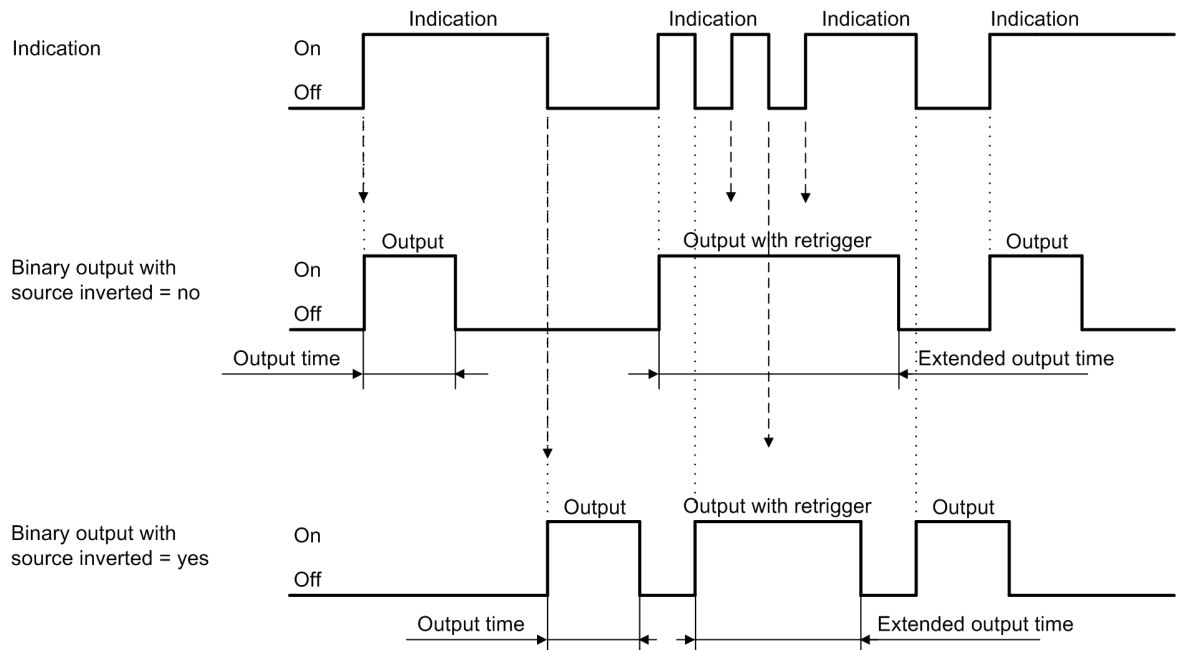 Indication Indication Indication Indication
Indication
On
Off
Output Output with retrigger Output
Binary output with
source inverted = no
On
Off
Output time Extended output time
Output Output with retrigger Output
Binary output with
source inverted = yes
On
Off
Output time Extended output time